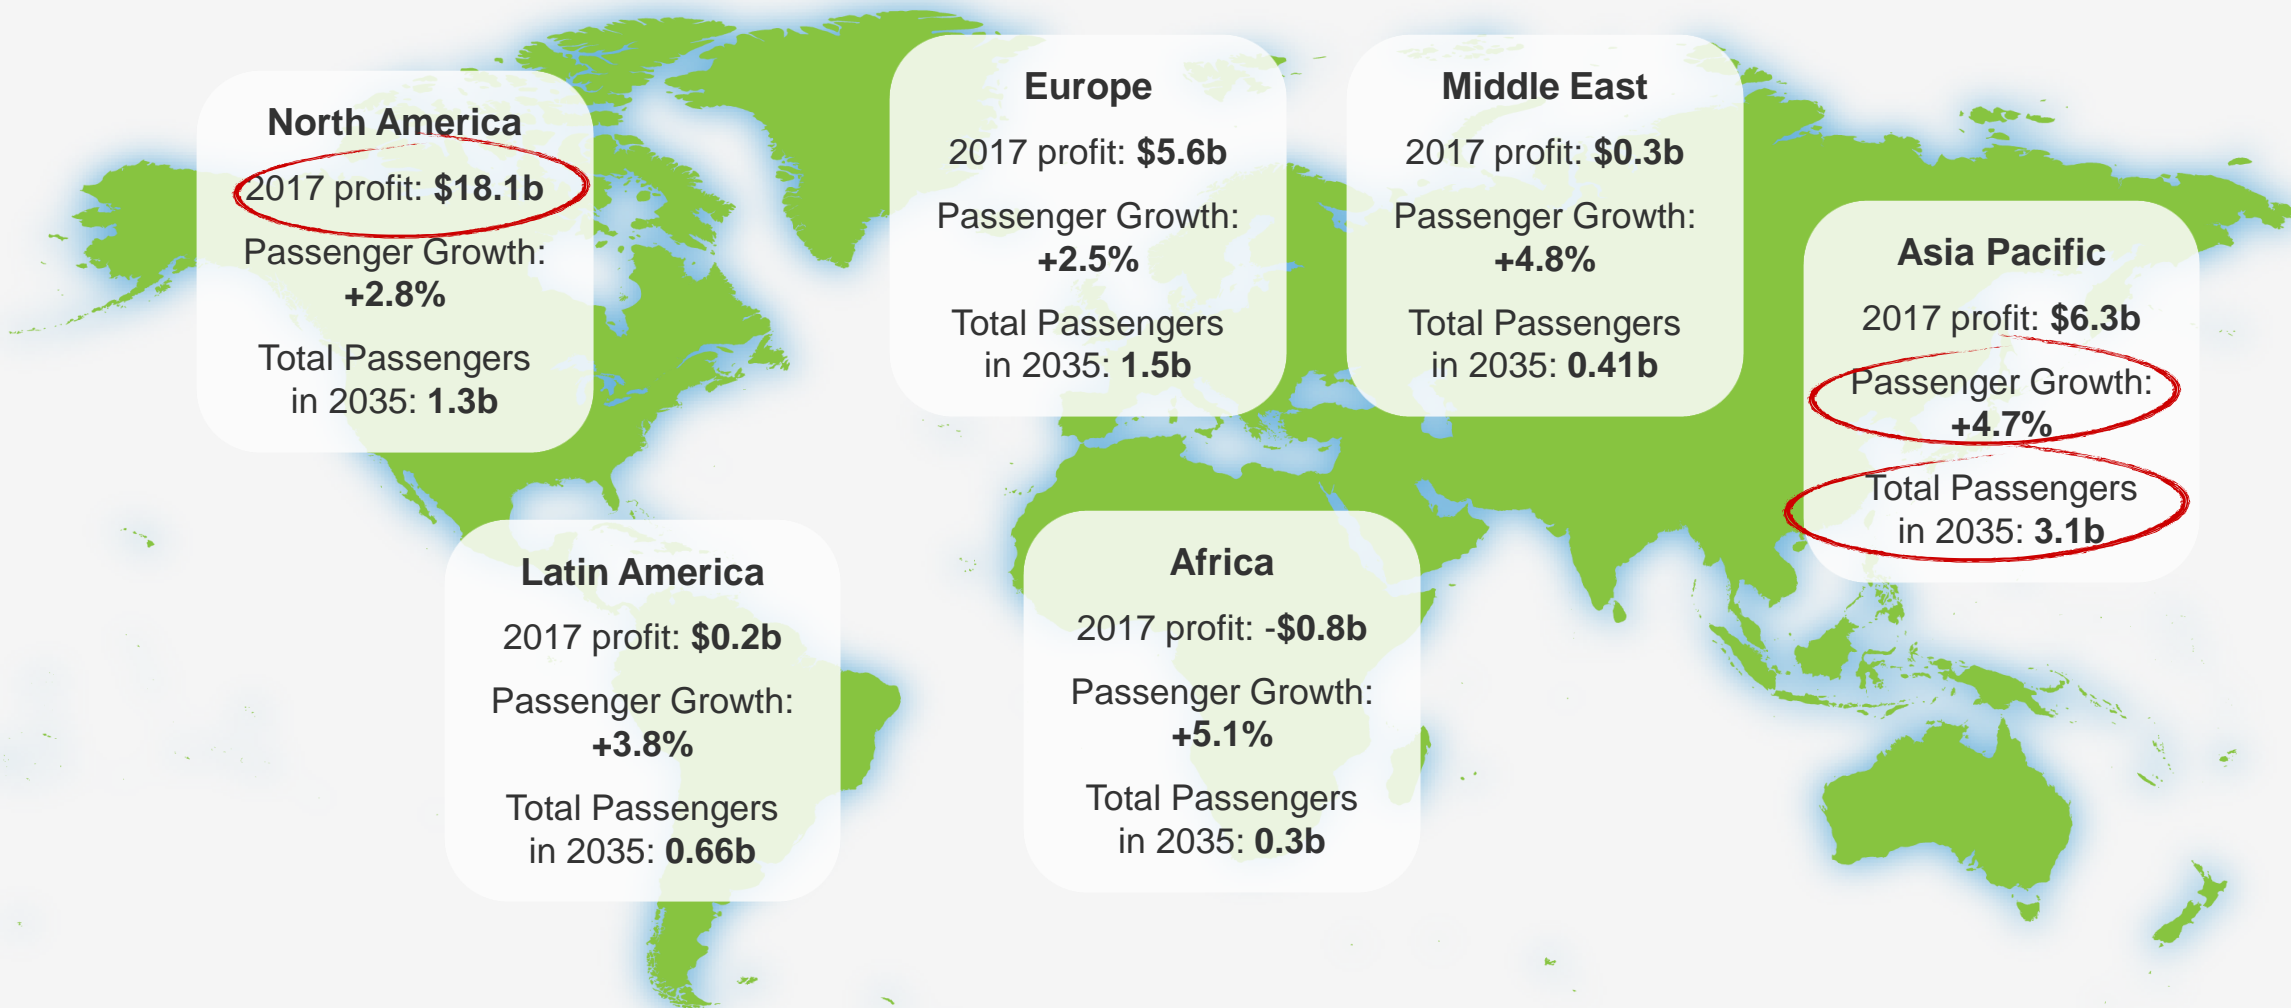 North America
2017 profit: $18.1b
Passenger Growth:
+2.8%
Total Passengers
in 2035: 1.3b
Europe
2017 profit: $5.6b
Passenger Growth:
+2.5%
Total Passengers
in 2035: 1.5b
Middle East
2017 profit: $0.3b
Passenger Growth:
+4.8%
Total Passengers
in 2035: 0.41b
Asia Pacific
2017 profit: $6.3b
Passenger Growth:
+4.7%
Total Passengers
in 2035: 3.1b
Latin America
2017 profit: $0.2b
Passenger Growth:
+3.8%
Total Passengers
in 2035: 0.66b
Africa
2017 profit: -$0.8b
Passenger Growth:
+5.1%
Total Passengers
in 2035: 0.3b